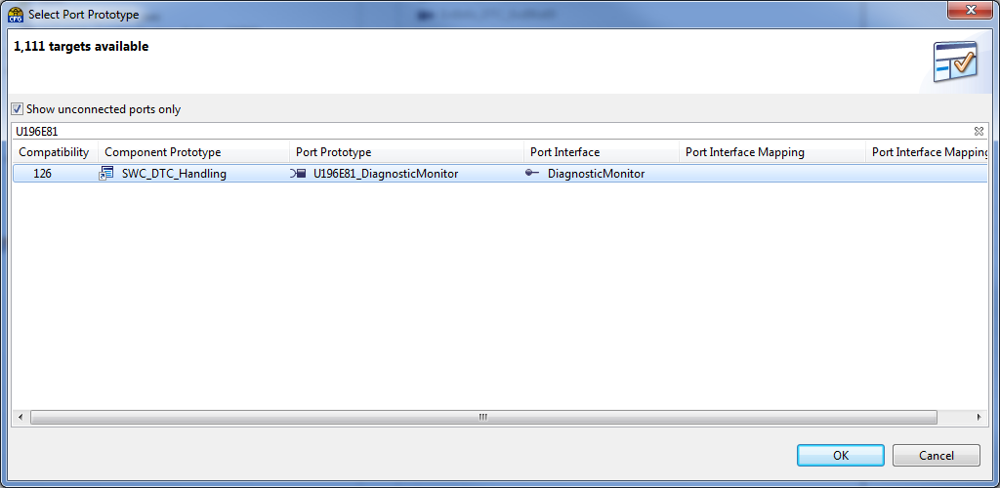 CFG Select Port Prototype
1,111 targets available
Show unconnected ports only
U196E81
Compatibility Component Prototype Port Prototype Port Interface Port Interface Mapping Port Interface Mapping
126 SWC_DTC_Handling U196E81_DiagnosticMonitor DiagnosticMonitor
OK Cancel